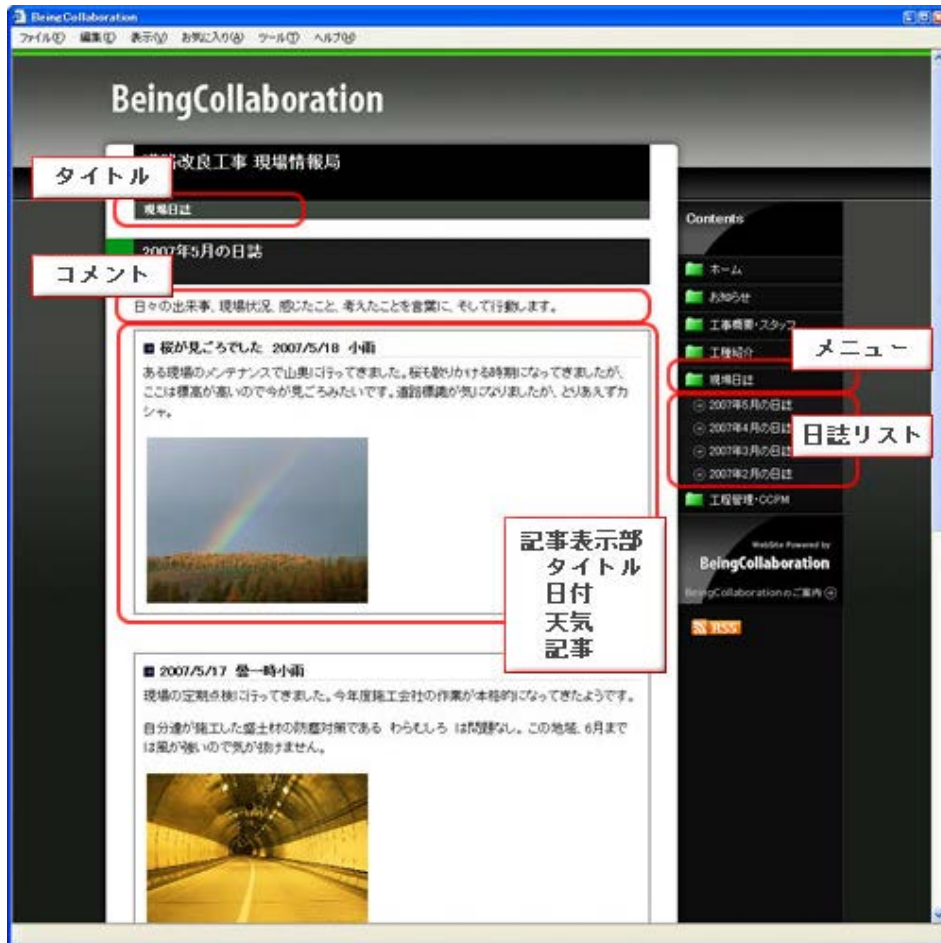 BeingCollaboration
ファイル(F) 編集(E) 表示(V) お気に入り(A) ツール(T) ヘルプ(H)
BeingCollaboration
路改良工事 現場情報局
タイトル
現場日誌
2007年5月の日誌
コメント
日々の出来事、現場状況、感じたこと、考えたことを言葉に、そして行動します。
桜が見ごろでした 2007/5/18 小雨
ある現場のメンテナンスで山奥に行ってきました。桜も散りかける時期になってきましたが、
ここは標高が高いので今が見ごろみたいです。道路標識が気になりましたが、とりあえずカ
シャ。
記事表示部
タイトル
日付
天気
記事
2007/5/17 曇一時小雨
現場の定期点検に行ってきました。今年度施工会社の作業が本格的になってきたようです。
自分達が施工した盛土材の防塵対策である わらむしろ は問題なし。この地域、6月まで
は風が強いので気が抜けません。
Contents
ホーム
お知らせ
工事概要・スタッフ
工種紹介
メニュー
現場日誌
2007年5月の日誌
2007年4月の日誌
日誌リスト
2007年3月の日誌
2007年2月の日誌
工程管理・CCPM
WebSite Powered by
BeingCollaboration
BeingCollaborationのご案内
RSS